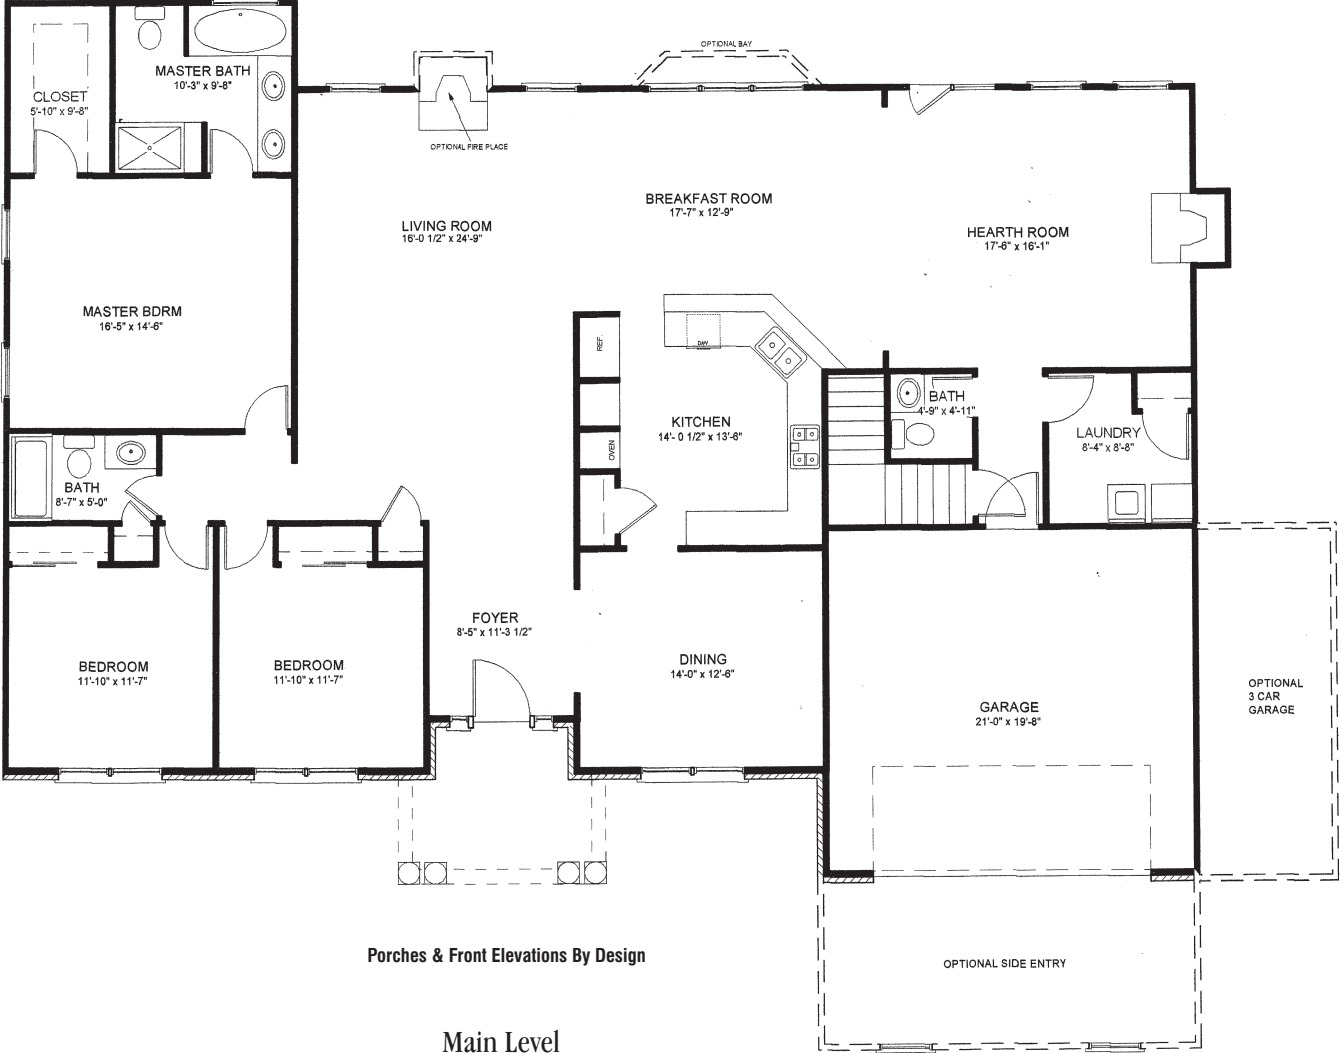 OPTIONAL BAY
MASTER BATH
10'-3" x 9'-8"
CLOSET
5'-10" x 9'-8"
OPTIONAL FIRE PLACE
BREAKFAST ROOM
17'-7" x 12'-9"
LIVING ROOM
16'-0 1/2" x 24'-9"
HEARTH ROOM
17'-6" x 16'-1"
MASTER BDRM
16'-5" x 14'-6"
REF.
DW
BATH
4'-9" x 4'-11"
KITCHEN
14'- 0 1/2" x 13'-6"
LAUNDRY
8'-4" x 8'-8"
OVEN
BATH
8'-7" x 5'-0"
FOYER
8'-5" x 11'-3 1/2"
BEDROOM
11'-10" x 11'-7"
BEDROOM
11'-10" x 11'-7"
DINING
14'-0" x 12'-6"
GARAGE
21'-0" x 19'-8"
OPTIONAL
3 CAR
GARAGE
Porches & Front Elevations By Design
OPTIONAL SIDE ENTRY
Main Level